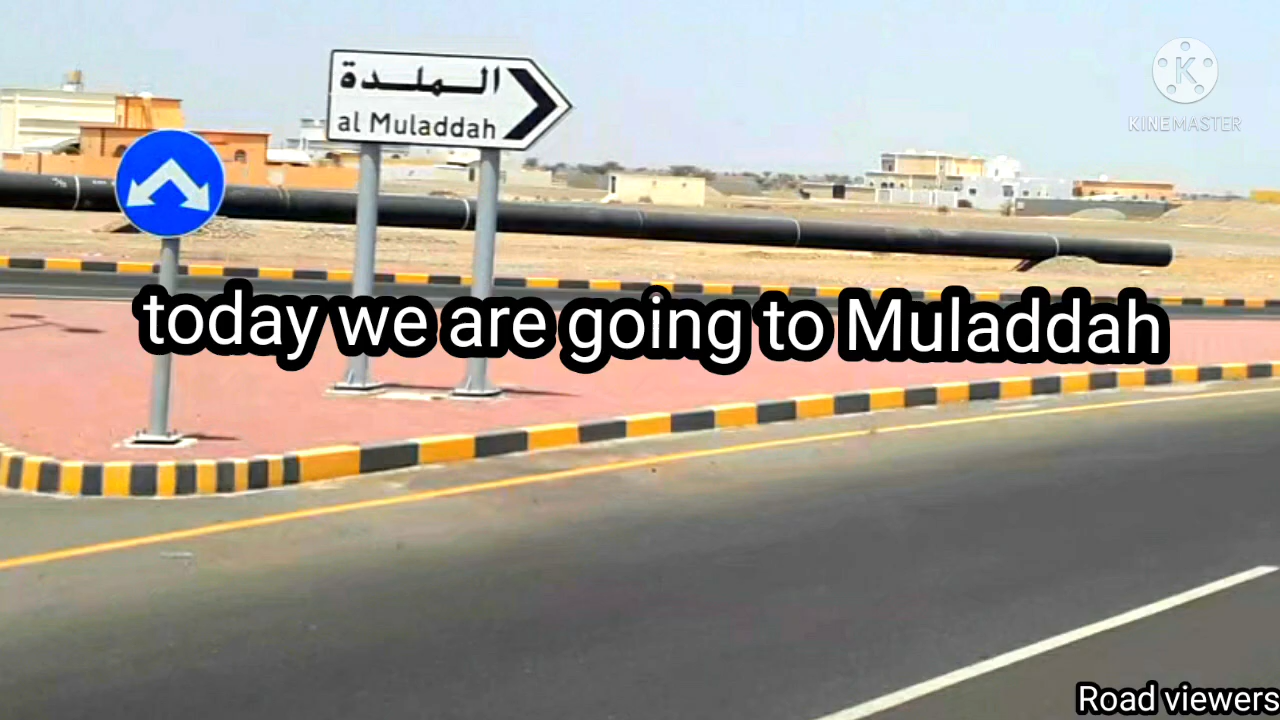 الملدة
al Muladdah
K
KINEMASTER
today we are going to Muladdah
Road viewers